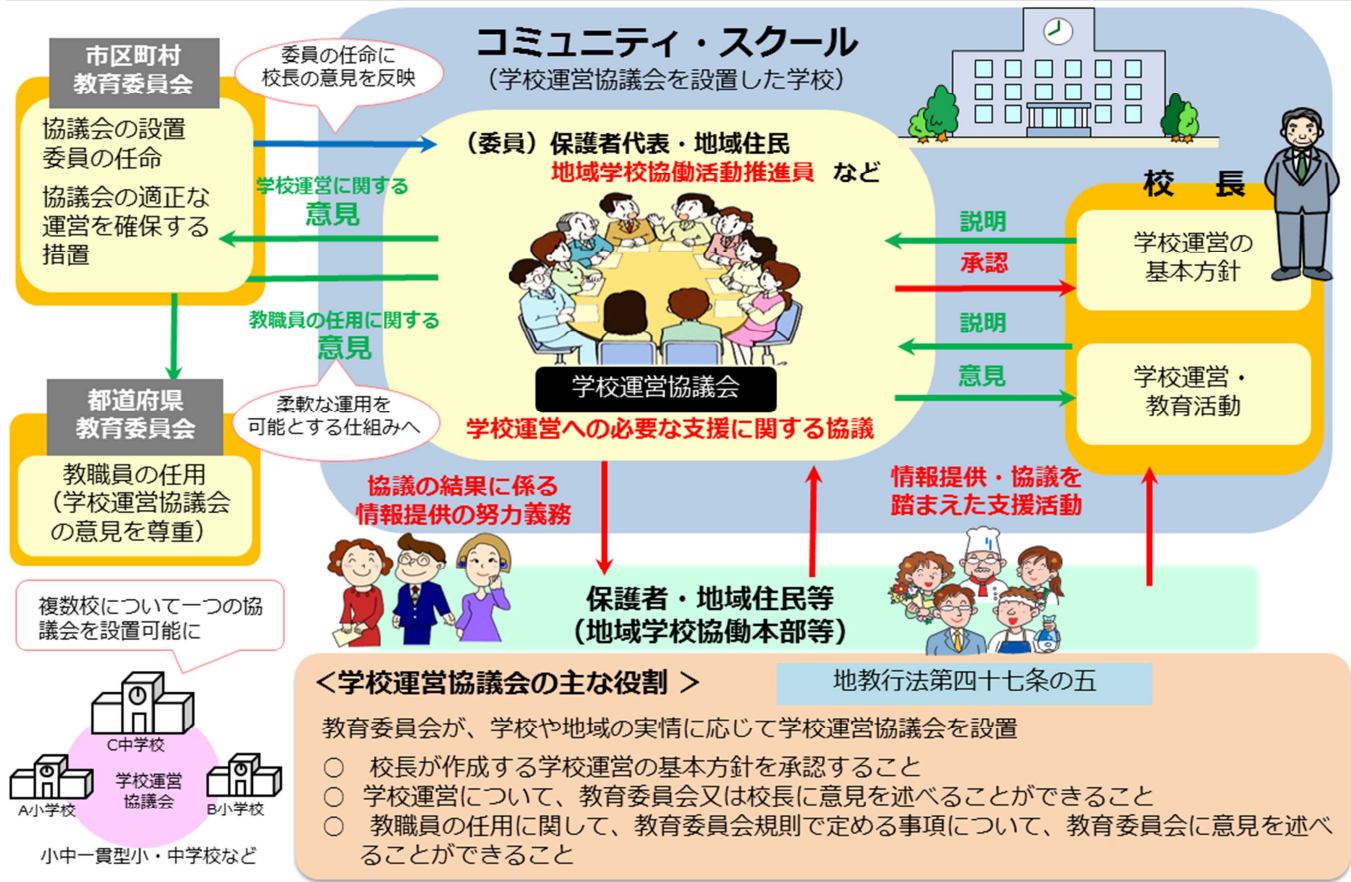 コミュニティ・スクール
（学校運営協議会を設置した学校）
市区町村
教育委員会
協議会の設置
委員の任命
協議会の適正な
運営を確保する
措置
委員の任命に
校長の意見を反映
（委員）保護者代表・地域住民
地域学校協働活動推進員 など
学校運営に関する
意見
教職員の任用に関する
意見
柔軟な運用を
可能とする仕組みへ
学校運営協議会
学校運営への必要な支援に関する協議
校 長
学校運営の
基本方針
説明
承認
学校運営・
教育活動
説明
意見
都道府県
教育委員会
教職員の任用
（学校運営協議会
の意見を尊重）
協議の結果に係る
情報提供の努力義務
情報提供・協議を
踏まえた支援活動
保護者・地域住民等
（地域学校協働本部等）
複数校について一つの協
議会を設置可能に
C中学校
学校運営
協議会
A小学校
B小学校
小中一貫型小・中学校など
＜学校運営協議会の主な役割 ＞
地教行法第四十七条の五
教育委員会が、学校や地域の実情に応じて学校運営協議会を設置
○ 校長が作成する学校運営の基本方針を承認すること
○ 学校運営について、教育委員会又は校長に意見を述べることができること
○ 教職員の任用に関して、教育委員会規則で定める事項について、教育委員会に意見を述べ
ることができること